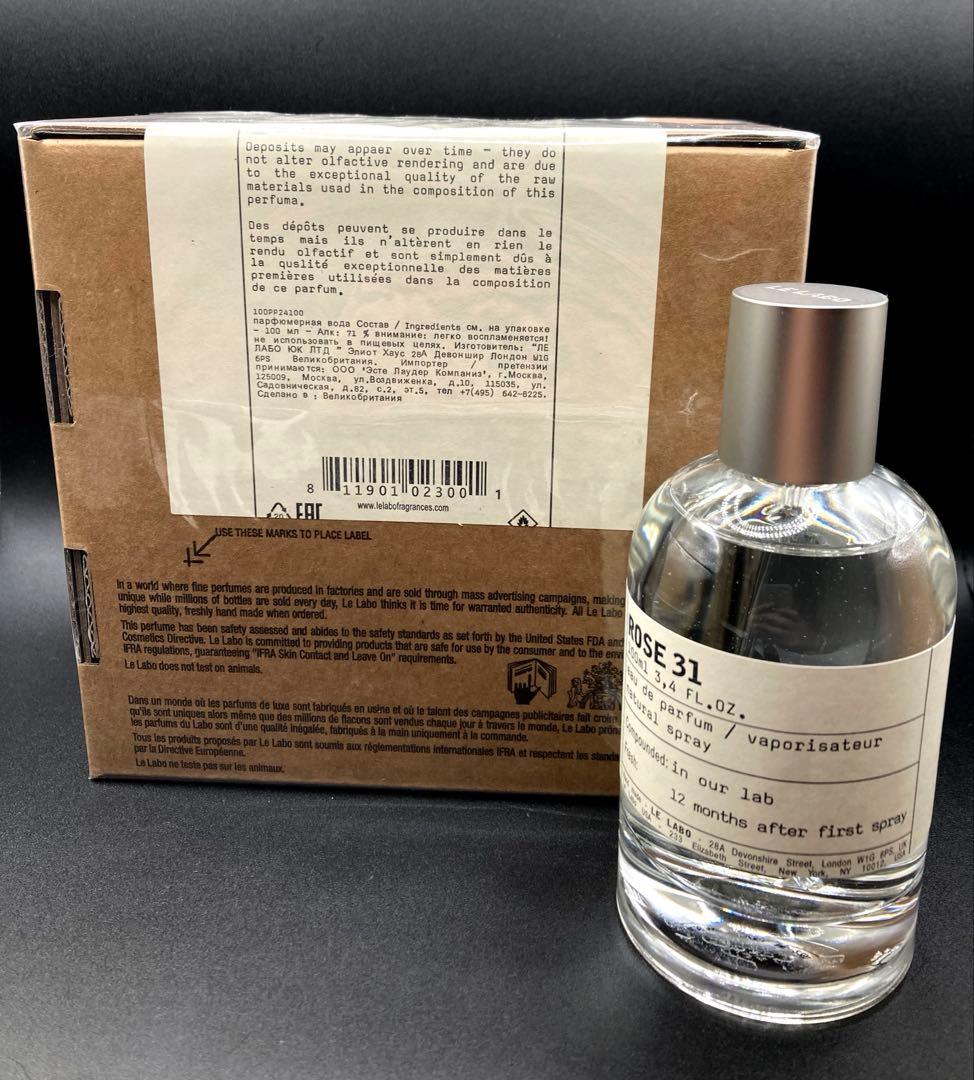 Deposits may appaer over time - they do
not alter olfactive rendering and are due
to the exceptional quality of the raw
materials usad in the composition of this
perfuma.
Des dépôts peuvent se produire dans le
temps mais ils n'altèrent en rien le
rendu olfactif et sont simplement dûs à
la quslité exceptionnelle des matières
premières utilisées dans la composition
de ce parfum.
100PP24100
парфюмерная вода Состав / Ingredients см. на упаковке
- 100 мл - Алк: 71 % внимание: легко воспламеняется!
не использовать в пищевых целях. Изготовитель: "ЛЕ
ЛАБО ЮК ЛТД " Элиот Хаус 28А Девоншир Лондон W1G
6PS Великобритания. Импортер / претензии
принимаются: ООО 'Эсте Лаудер Компаниз', г.Москва,
125009, Москва, ул.Воздвиженка, д.10, 115035, ул.
Садовническая, д.82, с.2, эт.5, тел +7(495) 642-8225.
Сделано в : Великобритания
8 11901 02300 1
www.lelabofragrances.com
20 EAC
USE THESE MARKS TO PLACE LABEL
In a world where fine perfumes are produced in factories and are sold through mass advertising campaigns, making
unique while millions of bottles are sold every day, Le Labo thinks it is time for warranted authenticity. All Le Labo
highest quality, freshly hand made when ordered.
This perfume has been safety assessed and abides to the safety standards as set forth by the United States FDA and
Cosmetics Directive. Le Labo is committed to providing products that are safe for use by the consumer and to the
IFRA regulations, guaranteeing "IFRA Skin Contact and Leave On" requirements.
Le Labo does not test on animals.
Dans un monde où les parfums de luxe sont fabriqués en usine et où le talent des campagnes publicitaires fait
qu'ils sont uniques alors même que des millions de flacons sont vendus chaque jour à travers le monde, Le Labo
les parfums du Labo sont d'une qualité inégalée, fabriqués à la main uniquement à la commande.
Tous les produits proposés par Le Labo sont soumis aux réglementations internationales IFRA et respectent les
par la Directive Européenne.
Le Labo ne teste pas sur les animaux.
LE LABO
ROSE 31
100ml 3,4 FL.OZ.
eau de parfum / vaporisateur
natural spray
Compounded: in our lab
Fresh: 12 months after first spray
made - LE LABO - 28A Devonshire Street, London W1G 6PS, UK
USA - 233 Elizabeth Street, New York, NY 10012, USA